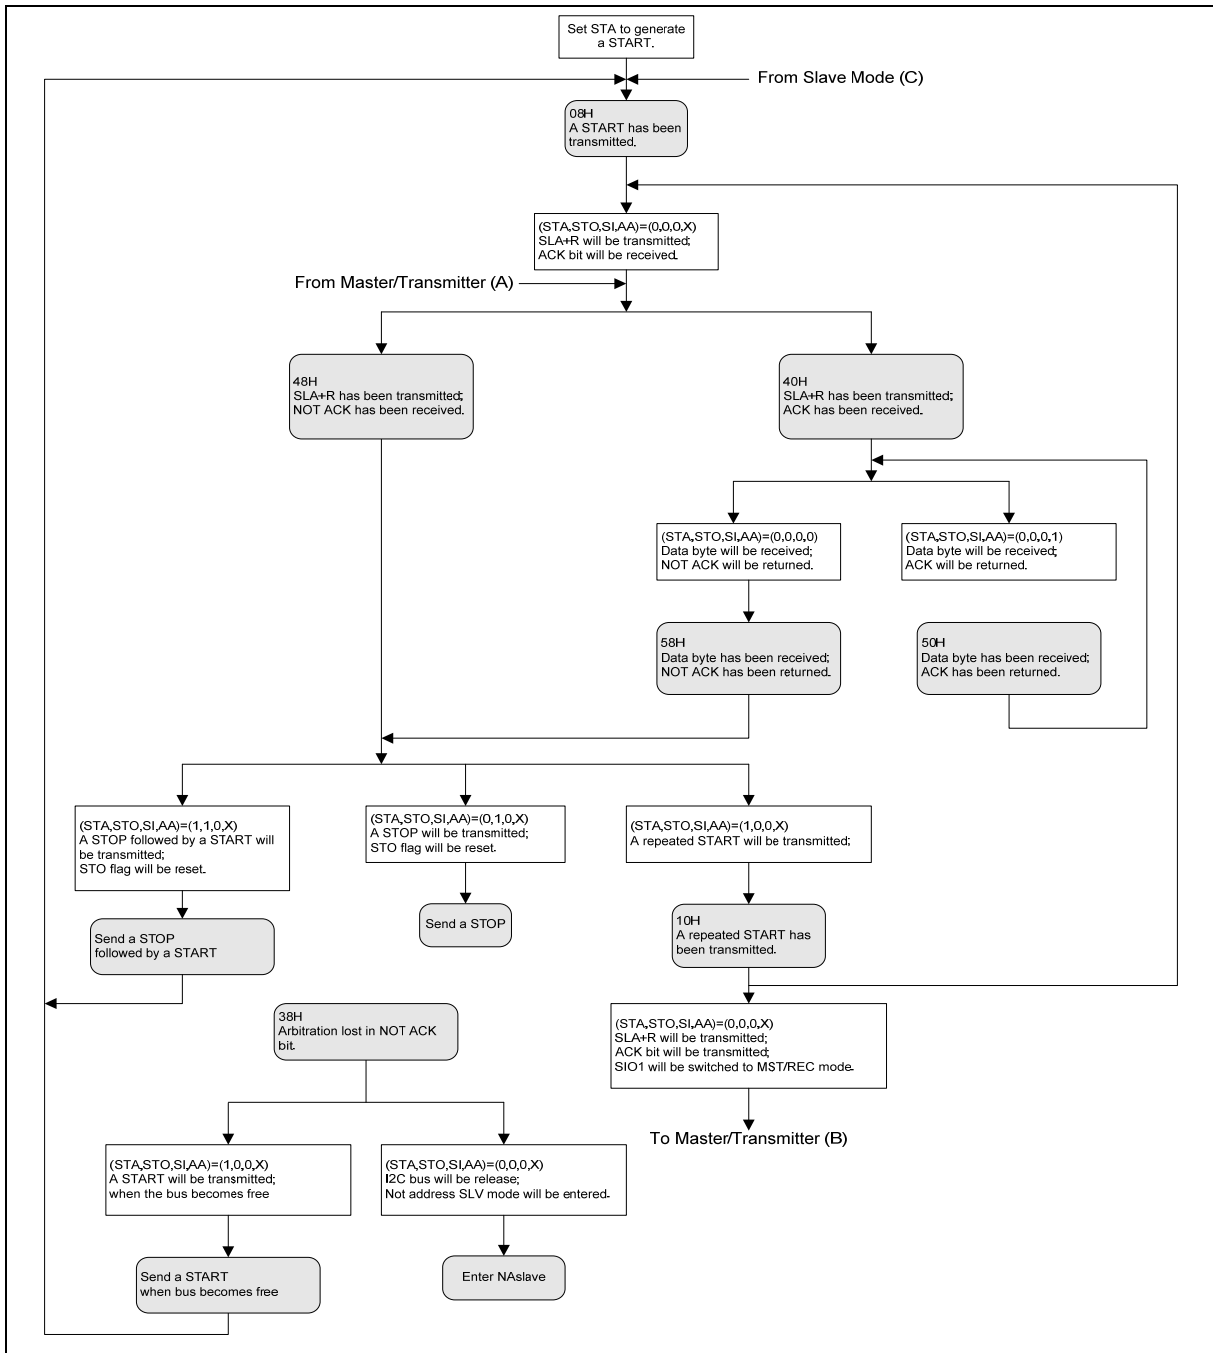 Set STA to generate
a START.
From Slave Mode (C)
08H
A START has been
transmitted.
(STA,STO,SI,AA)=(0,0,0,X)
SLA+R will be transmitted;
ACK bit will be received.
From Master/Transmitter (A)
48H
SLA+R has been transmitted;
NOT ACK has been received.
40H
SLA+R has been transmitted;
ACK has been received.
(STA,STO,SI,AA)=(0,0,0,0)
Data byte will be received;
NOT ACK will be returned.
(STA,STO,SI,AA)=(0,0,0,1)
Data byte will be received;
ACK will be returned.
58H
Data byte has been received;
NOT ACK has been returned.
50H
Data byte has been received;
ACK has been returned.
(STA,STO,SI,AA)=(1,1,0,X)
A STOP followed by a START will
be transmitted;
STO flag will be reset.
(STA,STO,SI,AA)=(0,1,0,X)
A STOP will be transmitted;
STO flag will be reset.
(STA,STO,SI,AA)=(1,0,0,X)
A repeated START will be transmitted;
Send a STOP
followed by a START
Send a STOP
10H
A repeated START has
been transmitted.
38H
Arbitration lost in NOT ACK
bit.
(STA,STO,SI,AA)=(0,0,0,X)
SLA+R will be transmitted;
ACK bit will be transmitted;
SIO1 will be switched to MST/REC mode.
To Master/Transmitter (B)
(STA,STO,SI,AA)=(1,0,0,X)
A START will be transmitted;
when the bus becomes free
(STA,STO,SI,AA)=(0,0,0,X)
I2C bus will be release;
Not address SLV mode will be entered.
Send a START
when bus becomes free
Enter NAslave